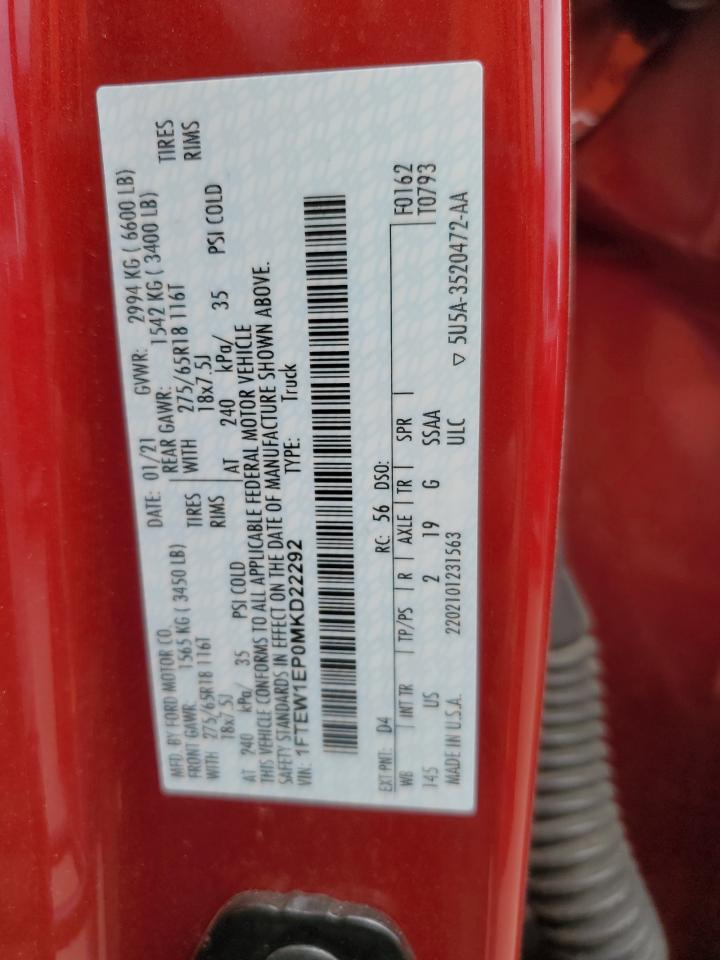 MFD. BY FORD MOTOR CO.
DATE: 01/21 GVWR: 2994 KG ( 6600 LB)
FRONT GAWR: 1565 KG ( 3450 LB) REAR GAWR: 1542 KG ( 3400 LB)
WITH 275/65R18 116T TIRES WITH 275/65R18 116T TIRES
18x7.5J RIMS 18x7.5J RIMS
AT 240 kPa/ 35 PSI COLD AT 240 kPa/ 35 PSI COLD
THIS VEHICLE CONFORMS TO ALL APPLICABLE FEDERAL MOTOR VEHICLE
SAFETY STANDARDS IN EFFECT ON THE DATE OF MANUFACTURE SHOWN ABOVE.
VIN: 1FTEW1EP0MKD22292 TYPE: Truck
EXT PNT: D4 RC: 56 DSO: F0162
WB INT TR TP/PS R AXLE TR SPR T0793
145 US 2 19 G SSAA
MADE IN U.S.A. 2202101231563 ULC ▽ 5U5A-3520472-AA